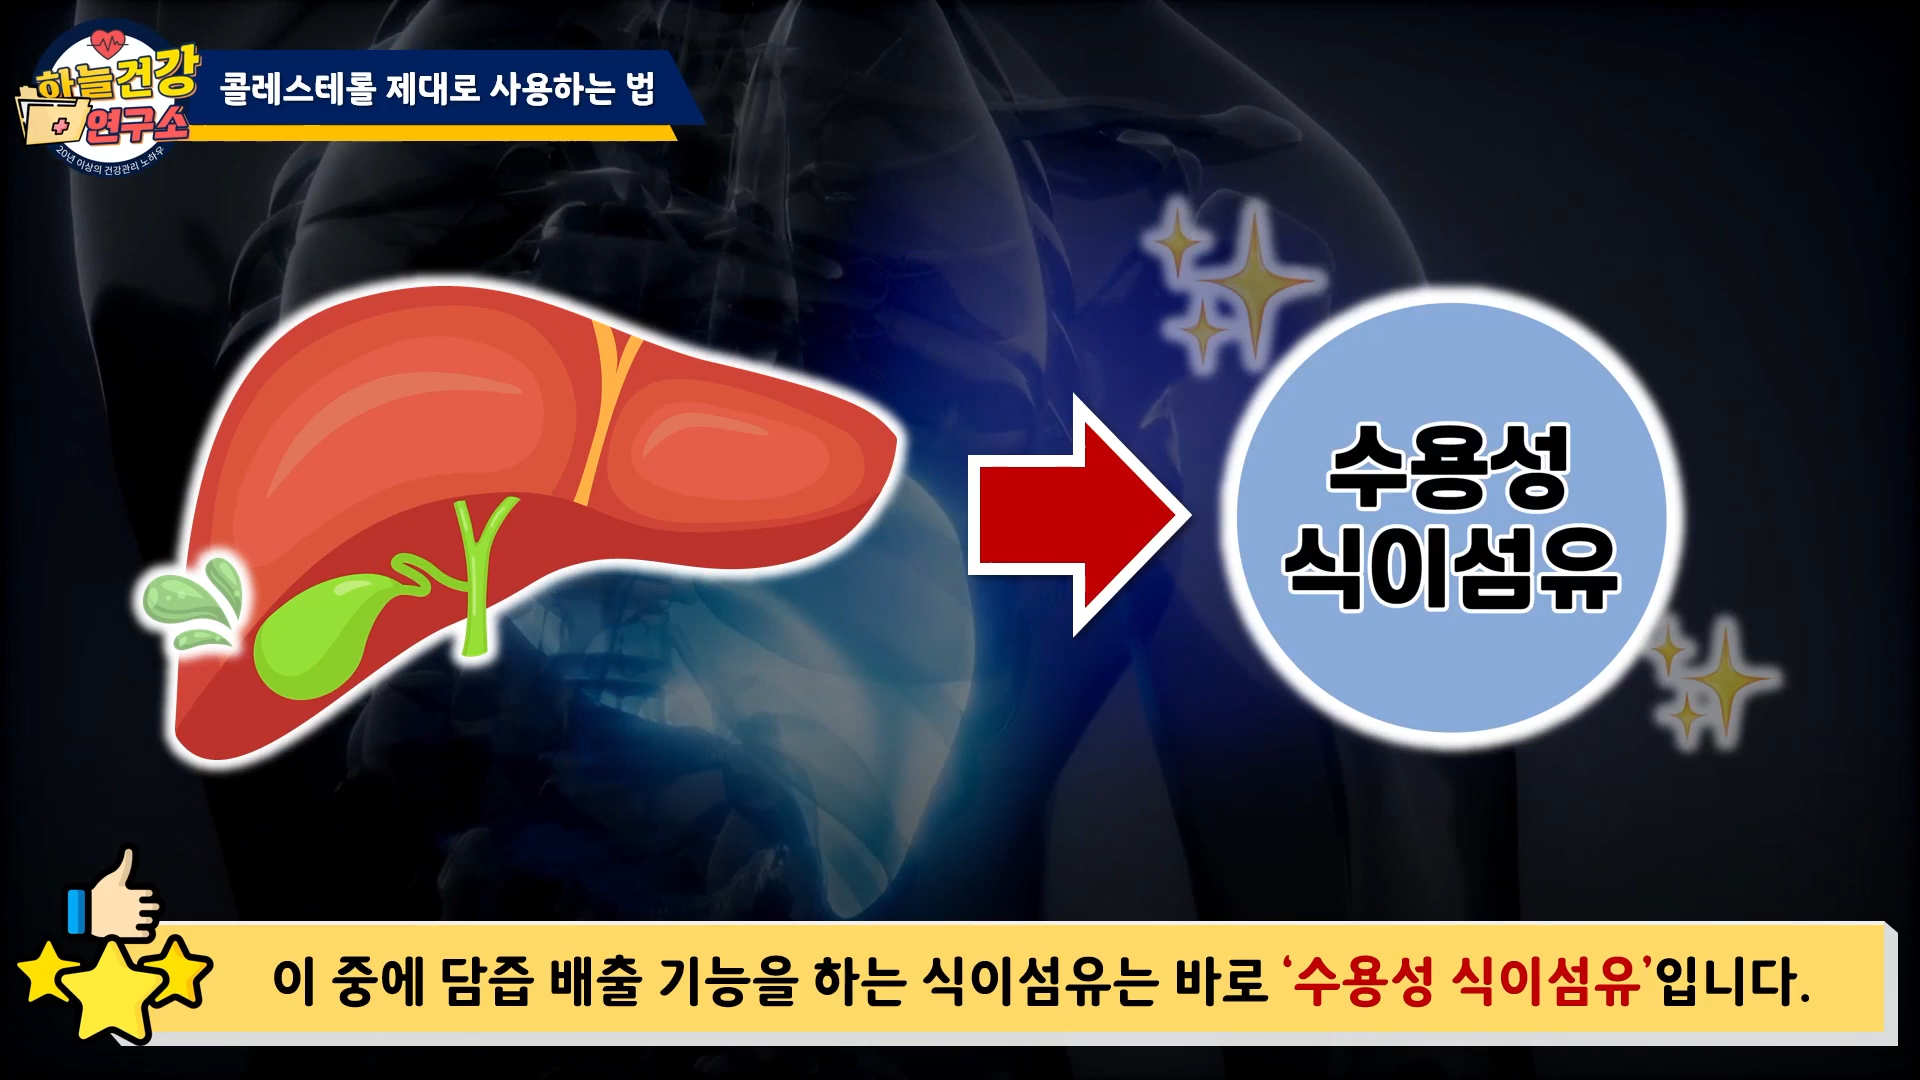 하늘건강
연구소
20년 이상의 건강관리 노하우
콜레스테롤 제대로 사용하는 법
수용성
식이섬유
이 중에 담즙 배출 기능을 하는 식이섬유는 바로 ‘수용성 식이섬유’입니다.